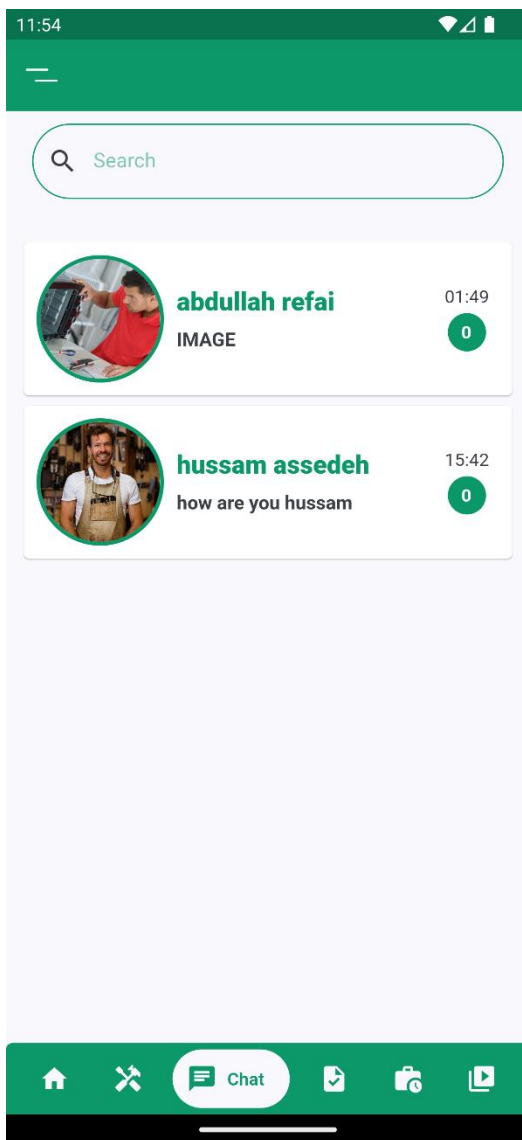 11:54
Search
abdullah refai
01:49
IMAGE
0
hussam assedeh
15:42
how are you hussam
0
Chat